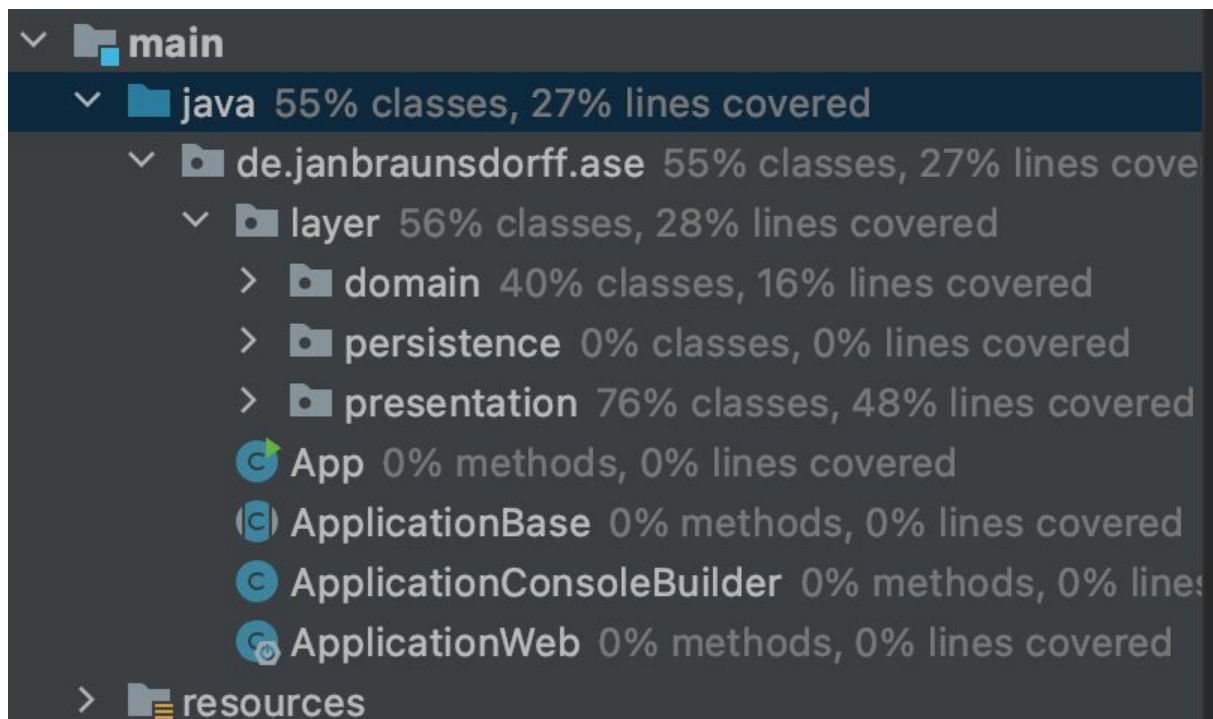 main
java 55% classes, 27% lines covered
de.janbraunsdorff.ase 55% classes, 27% lines cove
layer 56% classes, 28% lines covered
domain 40% classes, 16% lines covered
persistence 0% classes, 0% lines covered
presentation 76% classes, 48% lines covered
App 0% methods, 0% lines covered
ApplicationBase 0% methods, 0% lines covered
ApplicationConsoleBuilder 0% methods, 0% lines
ApplicationWeb 0% methods, 0% lines covered
resources